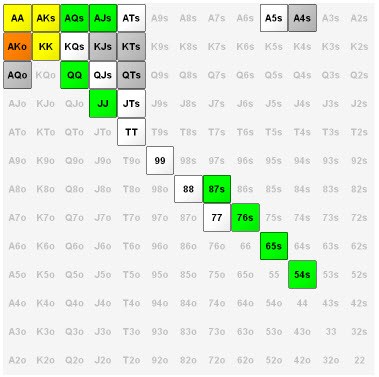 AA AKs AQs AJs ATs A9s A8s A7s A6s A5s A4s A3s A2s
AKo KK KQs KJs KTs K9s K8s K7s K6s K5s K4s K3s K2s
AQo KQo QQ QJs QTs Q9s Q8s Q7s Q6s Q5s Q4s Q3s Q2s
AJo KJo QJo JJ JTs J9s J8s J7s J6s J5s J4s J3s J2s
ATo KTo QTo JTo TT T9s T8s T7s T6s T5s T4s T3s T2s
A9o K9o Q9o J9o T9o 99 98s 97s 96s 95s 94s 93s 92s
A8o K8o Q8o J8o T8o 98o 88 87s 86s 85s 84s 83s 82s
A7o K7o Q7o J7o T7o 97o 87o 77 76s 75s 74s 73s 72s
A6o K6o Q6o J6o T6o 96o 86o 76o 66 65s 64s 63s 62s
A5o K5o Q5o J5o T5o 95o 85o 75o 65o 55 54s 53s 52s
A4o K4o Q4o J4o T4o 94o 84o 74o 64o 54o 44 43s 42s
A3o K3o Q3o J3o T3o 93o 83o 73o 63o 53o 43o 33 32s
A2o K2o Q2o J2o T2o 92o 82o 72o 62o 52o 42o 32o 22